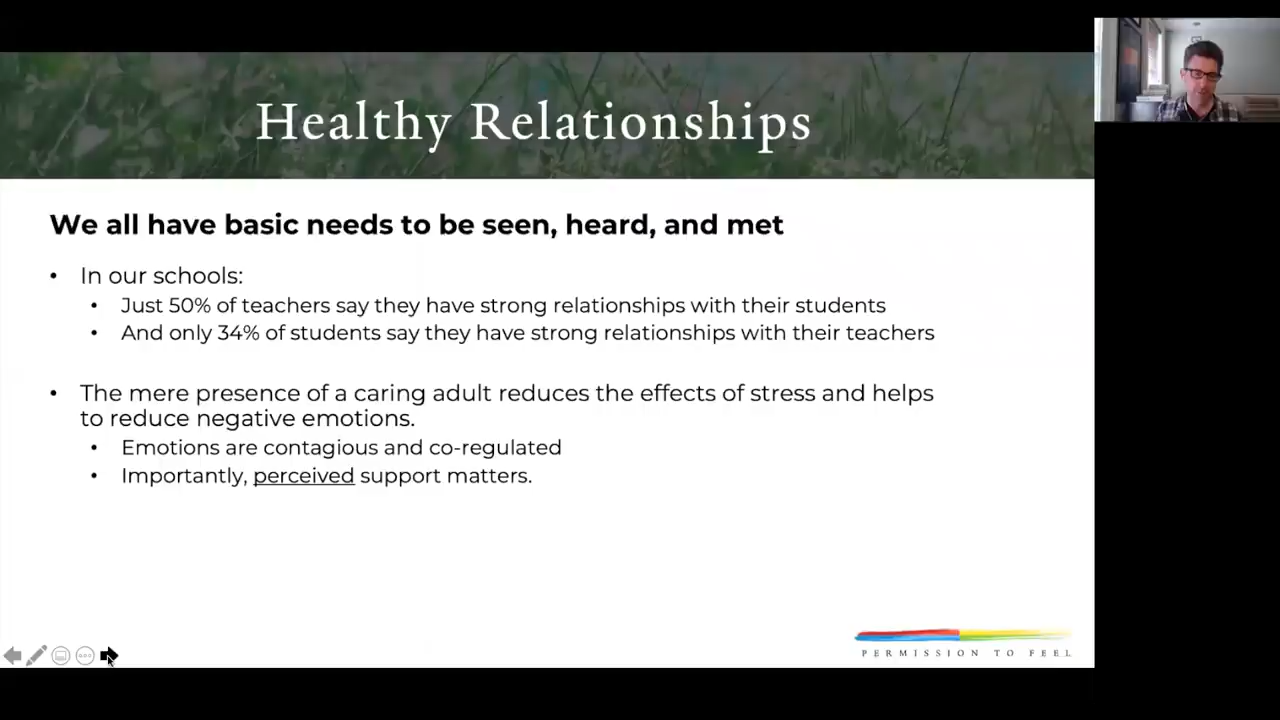 Healthy Relationships
We all have basic needs to be seen, heard, and met
• In our schools:
• Just 50% of teachers say they have strong relationships with their students
• And only 34% of students say they have strong relationships with their teachers
• The mere presence of a caring adult reduces the effects of stress and helps
to reduce negative emotions.
• Emotions are contagious and co-regulated
• Importantly, perceived support matters.
PERMISSION TO FEEL